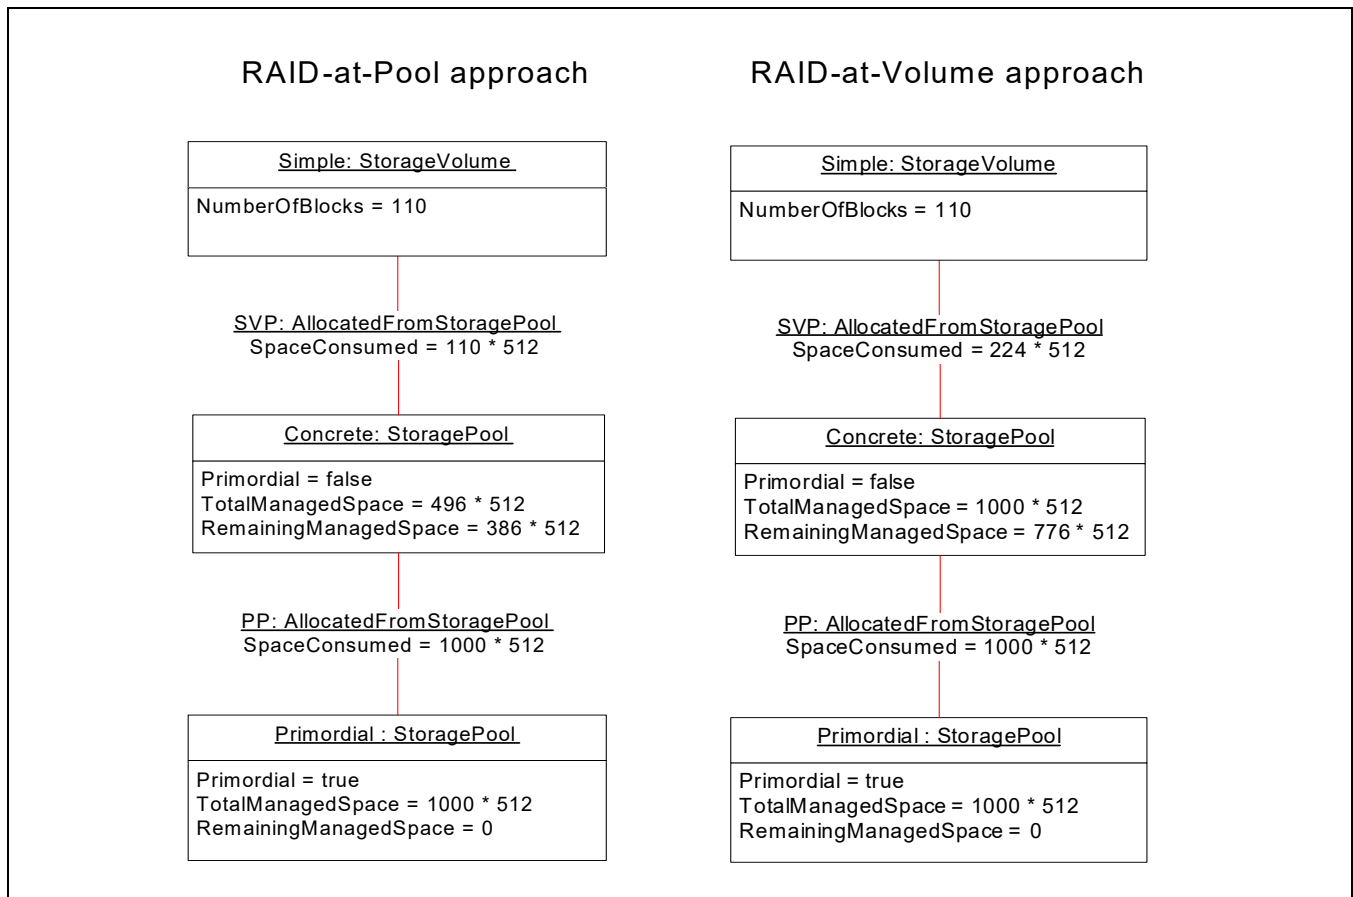 RAID-at-Pool approach
Simple: StorageVolume
NumberOfBlocks = 110
SVP: AllocatedFromStoragePool
SpaceConsumed = 110 * 512
Concrete: StoragePool
Primordial = false
TotalManagedSpace = 496 * 512
RemainingManagedSpace = 386 * 512
PP: AllocatedFromStoragePool
SpaceConsumed = 1000 * 512
Primordial : StoragePool
Primordial = true
TotalManagedSpace = 1000 * 512
RemainingManagedSpace = 0
RAID-at-Volume approach
Simple: StorageVolume
NumberOfBlocks = 110
SVP: AllocatedFromStoragePool
SpaceConsumed = 224 * 512
Concrete: StoragePool
Primordial = false
TotalManagedSpace = 1000 * 512
RemainingManagedSpace = 776 * 512
PP: AllocatedFromStoragePool
SpaceConsumed = 1000 * 512
Primordial : StoragePool
Primordial = true
TotalManagedSpace = 1000 * 512
RemainingManagedSpace = 0